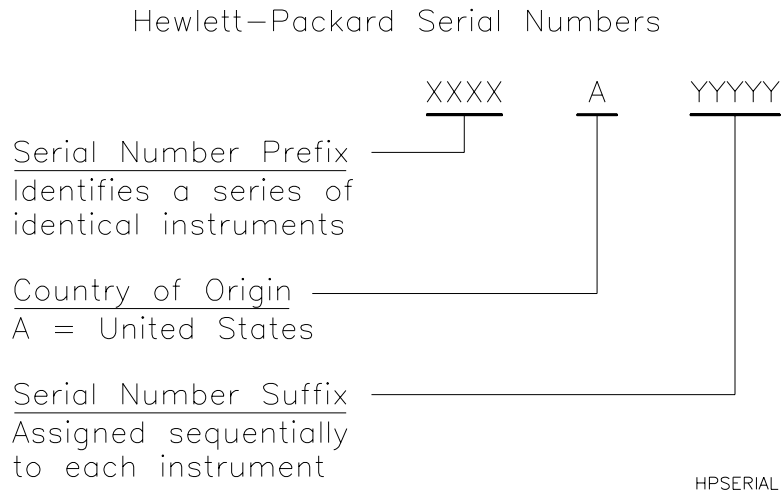 Hewlett-Packard Serial Numbers
XXXX A YYYYY
Serial Number Prefix
Identifies a series of
identical instruments
Country of Origin
A = United States
Serial Number Suffix
Assigned sequentially
to each instrument
HPSERIAL